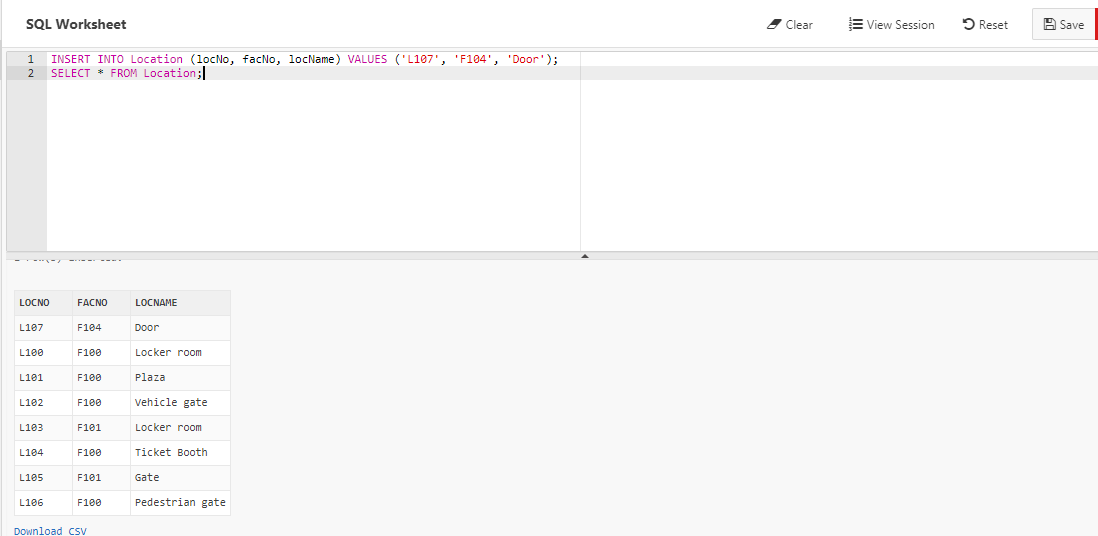 SQL Worksheet Clear View Session Reset Save
1 INSERT INTO Location (locNo, facNo, locName) VALUES ('L107', 'F104', 'Door');
2 SELECT * FROM Location;
LOCNO FACNO LOCNAME
L107 F104 Door
L100 F100 Locker room
L101 F100 Plaza
L102 F100 Vehicle gate
L103 F101 Locker room
L104 F100 Ticket Booth
L105 F101 Gate
L106 F100 Pedestrian gate
Download CSV